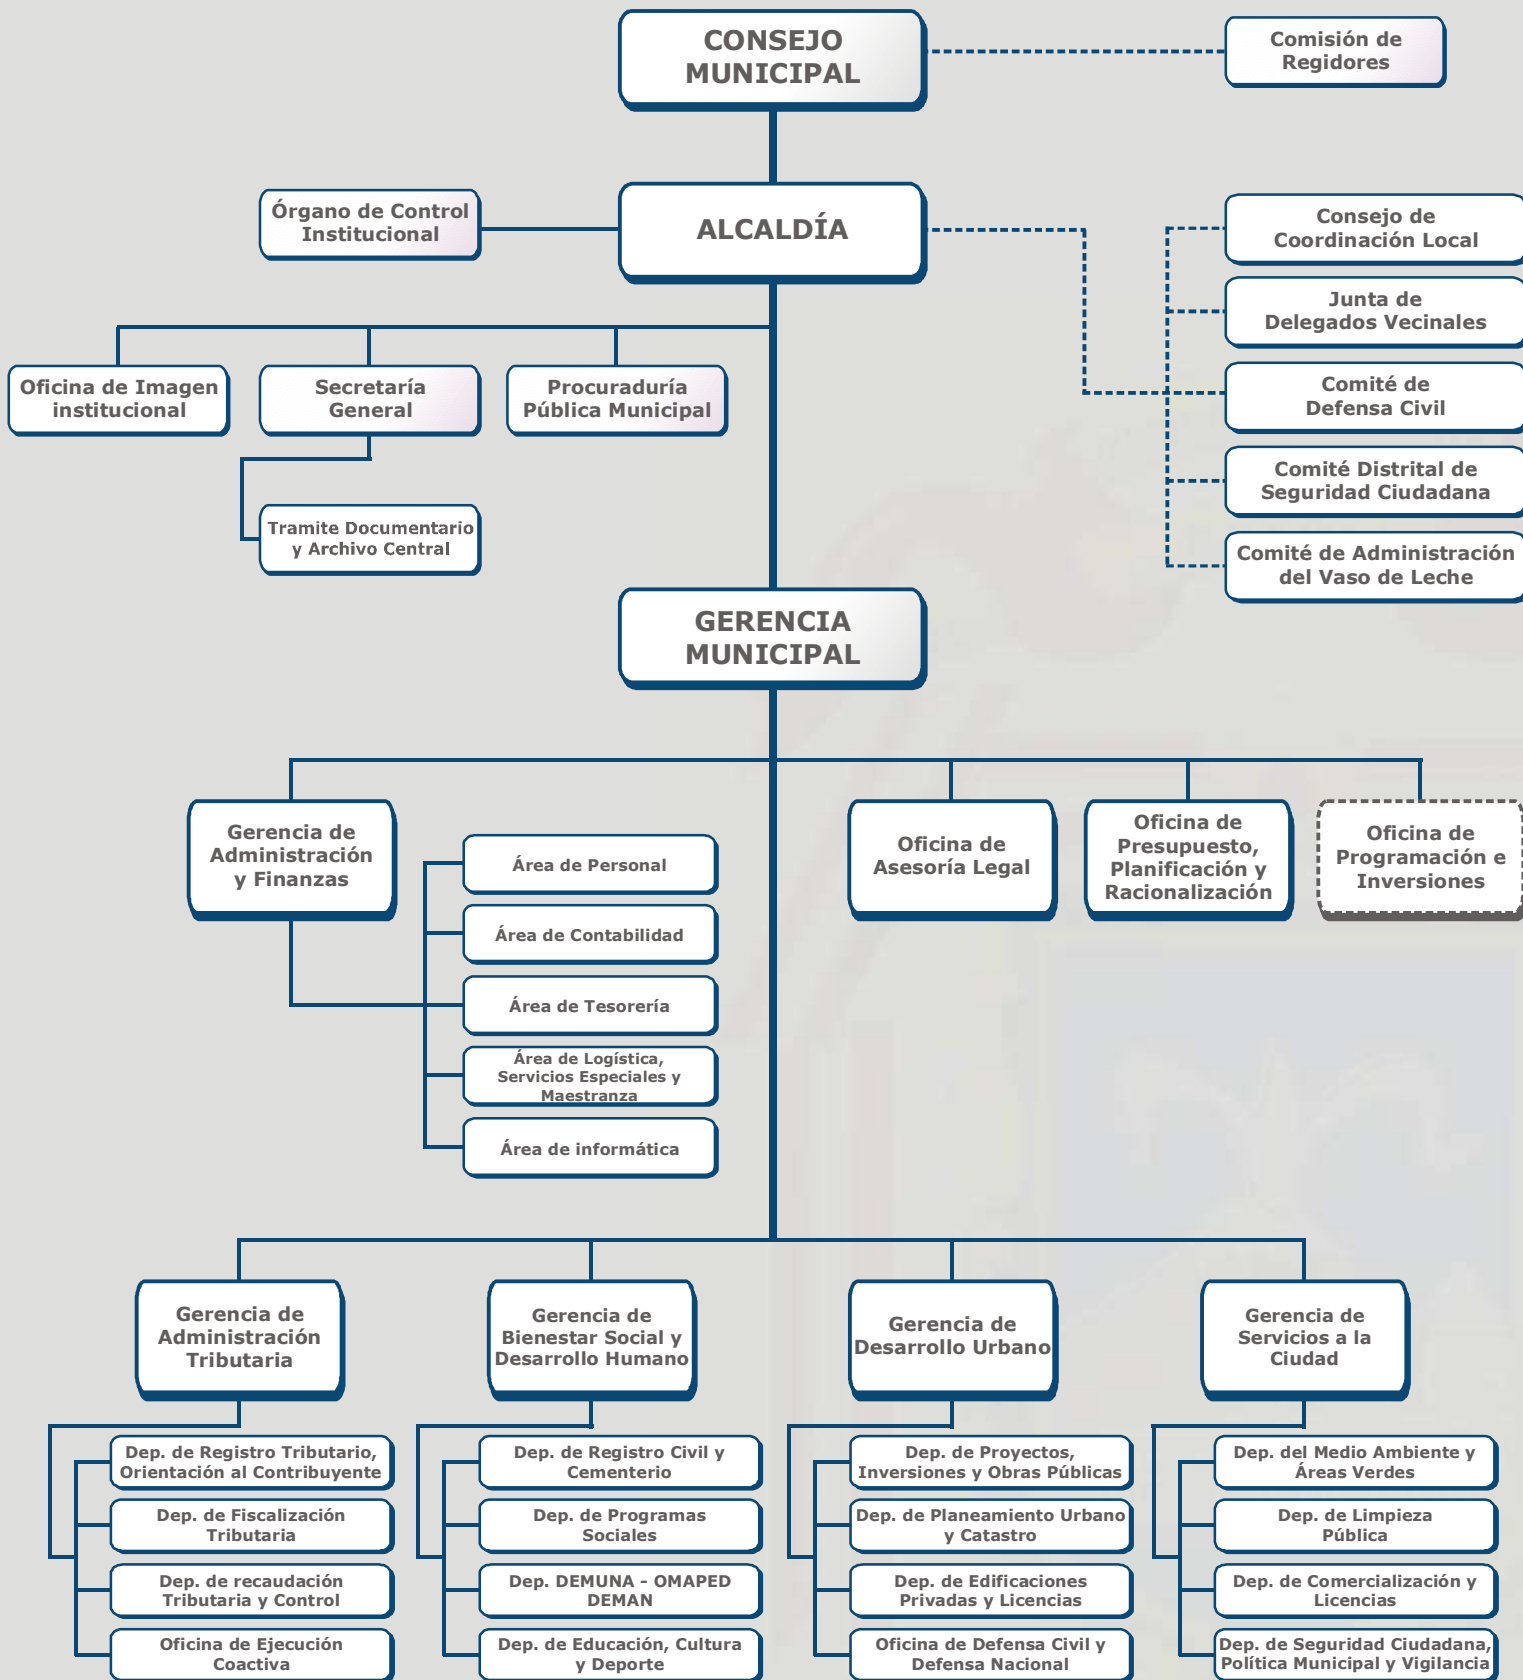 CONSEJO
MUNICIPAL
Comisión de
Regidores
Órgano de Control
Institucional
ALCALDÍA
Consejo de
Coordinación Local
Junta de
Delegados Vecinales
Comité de
Defensa Civil
Comité Distrital de
Seguridad Ciudadana
Comité de Administración
del Vaso de Leche
Oficina de Imagen
institucional
Secretaría
General
Procuraduría
Pública Municipal
Tramite Documentario
y Archivo Central
GERENCIA
MUNICIPAL
Gerencia de
Administración
y Finanzas
Área de Personal
Área de Contabilidad
Área de Tesorería
Área de Logística,
Servicios Especiales y
Maestranza
Área de informática
Oficina de
Asesoría Legal
Oficina de
Presupuesto,
Planificación y
Racionalización
Oficina de
Programación e
Inversiones
Gerencia de
Administración
Tributaria
Dep. de Registro Tributario,
Orientación al Contribuyente
Dep. de Fiscalización
Tributaria
Dep. de recaudación
Tributaria y Control
Oficina de Ejecución
Coactiva
Gerencia de
Bienestar Social y
Desarrollo Humano
Dep. de Registro Civil y
Cementerio
Dep. de Programas
Sociales
Dep. DEMUNA - OMAPED
DEMAN
Dep. de Educación, Cultura
y Deporte
Gerencia de
Desarrollo Urbano
Dep. de Proyectos,
Inversiones y Obras Públicas
Dep. de Planeamiento Urbano
y Catastro
Dep. de Edificaciones
Privadas y Licencias
Oficina de Defensa Civil y
Defensa Nacional
Gerencia de
Servicios a la
Ciudad
Dep. del Medio Ambiente y
Áreas Verdes
Dep. de Limpieza
Pública
Dep. de Comercialización y
Licencias
Dep. de Seguridad Ciudadana,
Política Municipal y Vigilancia